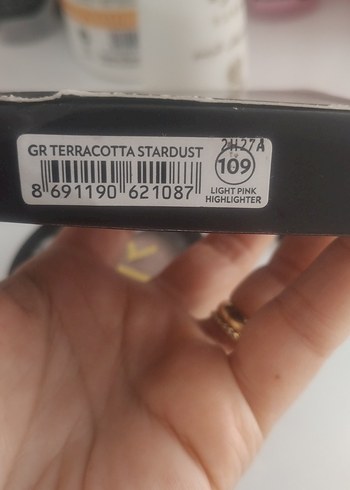 GR TERRACOTTA STARDUST
2H27A
109
8 691190 621087
LIGHT PINK
HIGHLIGHTER